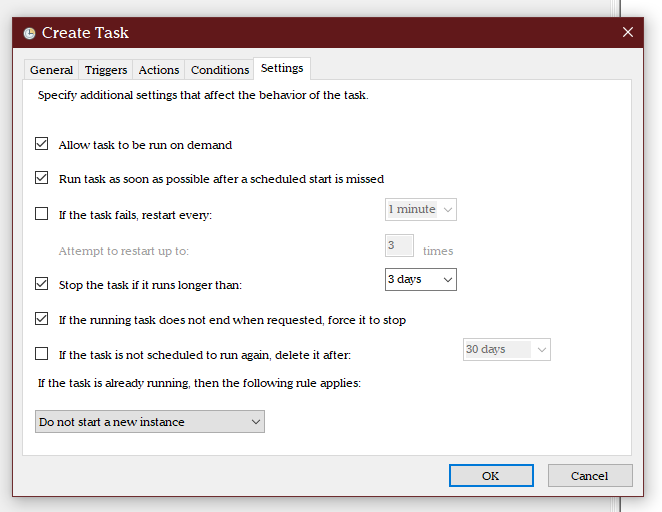 Create Task
General Triggers Actions Conditions Settings
Specify additional settings that affect the behavior of the task.
Allow task to be run on demand
Run task as soon as possible after a scheduled start is missed
If the task fails, restart every: 1 minute
Attempt to restart up to: 3 times
Stop the task if it runs longer than: 3 days
If the running task does not end when requested, force it to stop
If the task is not scheduled to run again, delete it after: 30 days
If the task is already running, then the following rule applies:
Do not start a new instance
OK Cancel